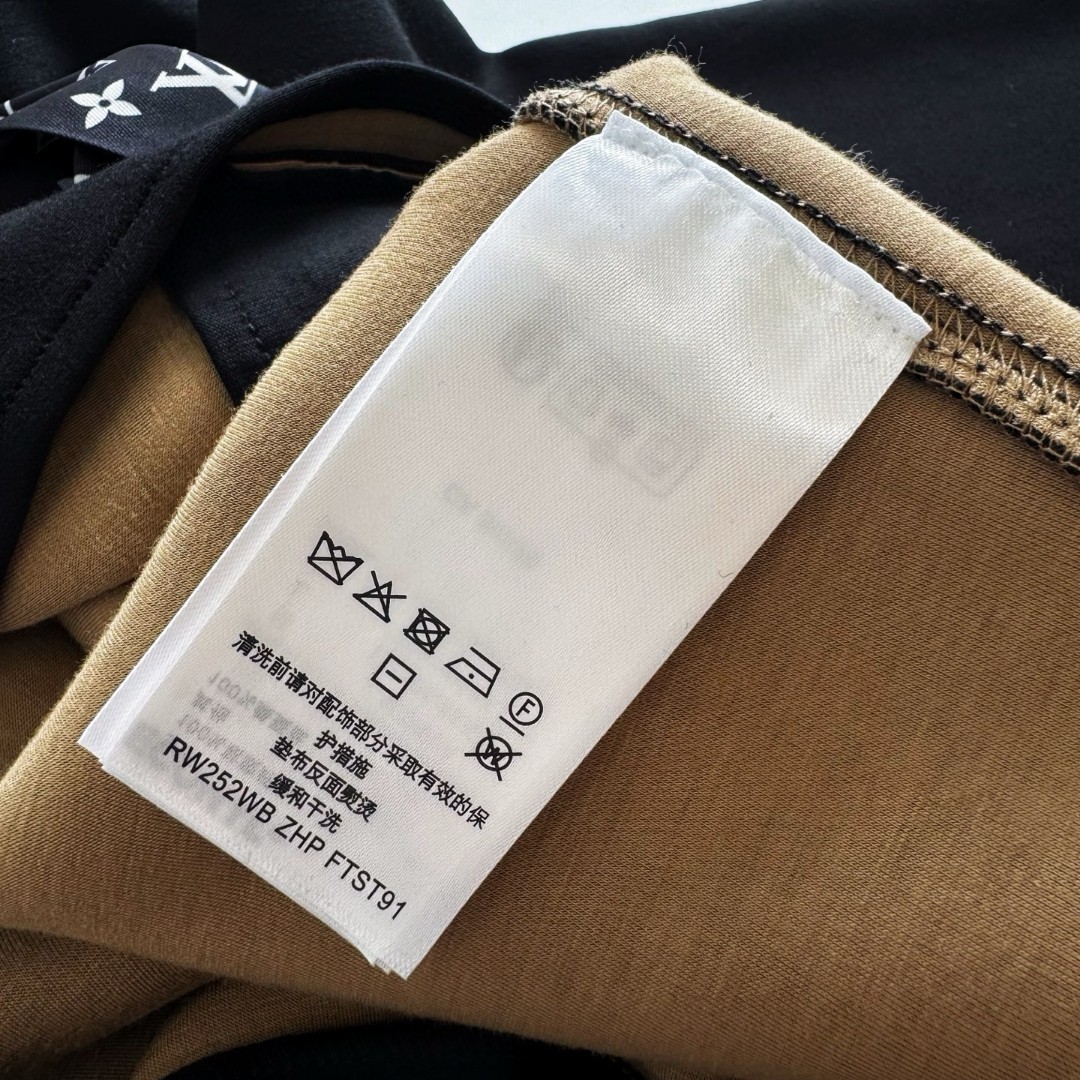 LV
F
W
清洗前请对配饰部分采取有效的保
护措施
垫布反面熨烫
缓和干洗
RW252WB ZHP FTST91